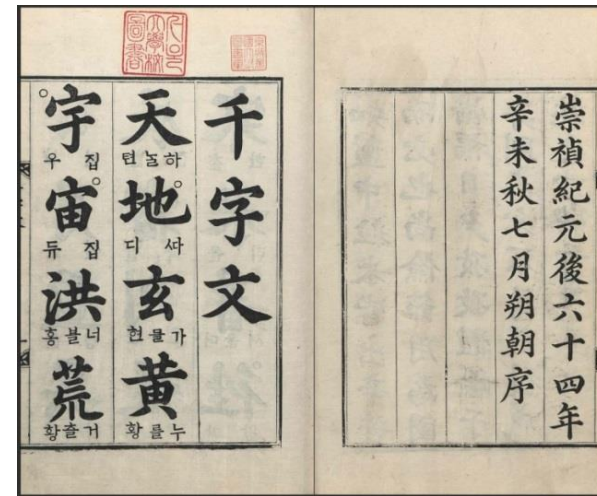 崇禎紀元後六十四年
辛未秋七月朔朝序
千字文
天 하ᄂᆞᆯ텬 地 ᄯᅡ디 玄 가믈현 黃 누를황
宇 집우 宙 집듀 洪 너블홍 荒 거츨황